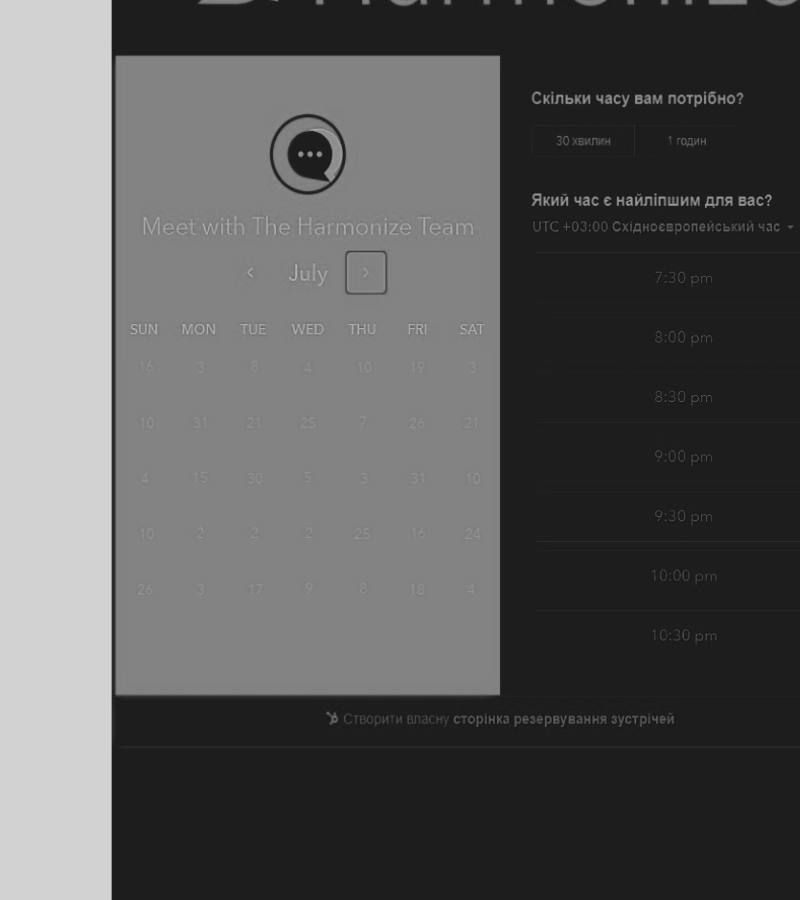 Meet with The Harmonize Team
July
SUN MON TUE WED THU FRI SAT
16 3 8 4 10 19 3
10 31 21 25 7 26 21
4 15 30 5 3 31 10
10 2 2 2 25 16 24
26 3 17 9 8 18 4
Скільки часу вам потрібно?
30 хвилин 1 годин
Який час є найліпшим для вас?
UTC +03:00 Східноєвропейський час
7:30 pm
8:00 pm
8:30 pm
9:00 pm
9:30 pm
10:00 pm
10:30 pm
Створити власну сторінка резервування зустрічей